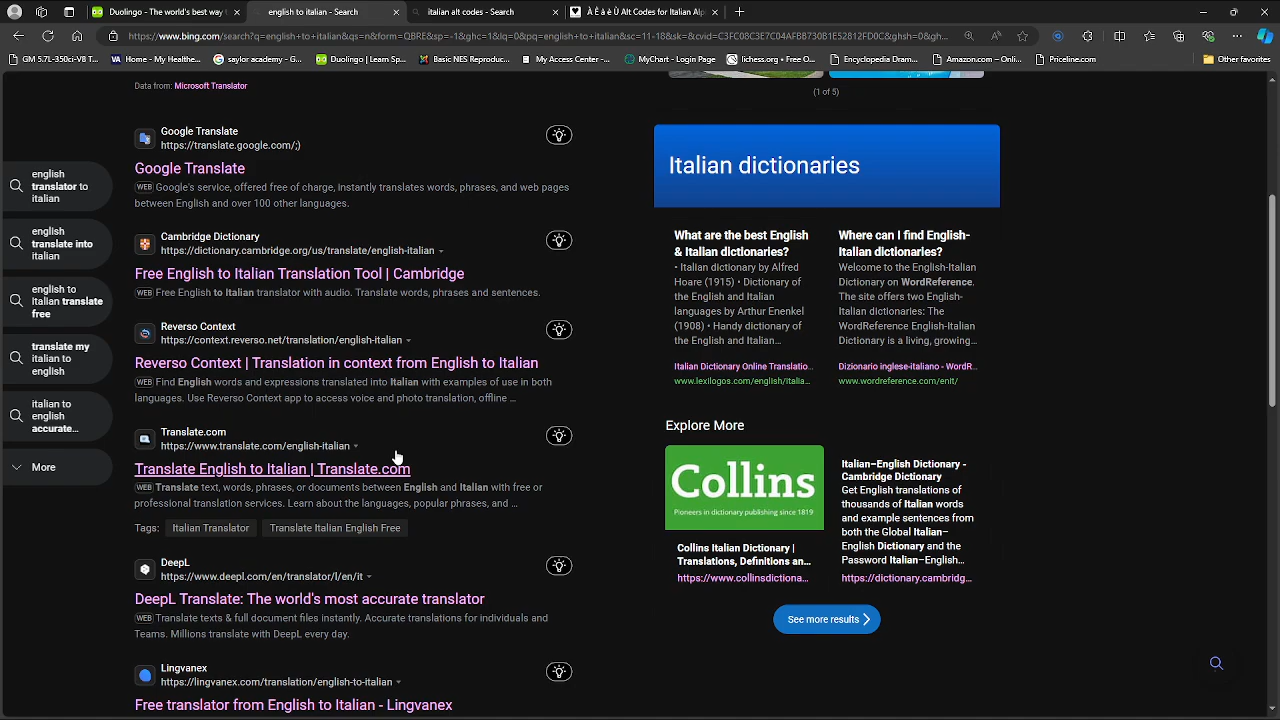 Duolingo - The world's best way t
english to italian - Search
italian alt codes - Search
À È à è Ù Alt Codes for Italian Alp
https://www.bing.com/search?q=english+to+italian&qs=n&form=QBRE&sp=-1&ghc=1&lq=0&pq=english+to+italian&sc=11-18&sk=&cvid=C3FC08C3E7C04AFBB73081E52812FD0C&ghsh=0&ghac...
GM 5.7L 350c-V8 T...
VA Home - My Healthe...
saylor academy - G...
Duolingo | Learn Sp...
Basic NES Reproduc...
My Access Center -...
MyChart - Login Page
lichess.org • Free O...
Encyclopedia Dram...
Amazon.com - Onli...
Priceline.com
Other favorites
Data from: Microsoft Translator
english
translator to
italian
english
translate into
italian
english to
italian translate
free
translate my
italian to
english
italian to
english
accurate...
More
Google Translate
https://translate.google.com/;)
Google Translate
WEB Google's service, offered free of charge, instantly translates words, phrases, and web pages
between English and over 100 other languages.
Cambridge Dictionary
https://dictionary.cambridge.org/us/translate/english-italian
Free English to Italian Translation Tool | Cambridge
WEB Free English to Italian translator with audio. Translate words, phrases and sentences.
Reverso Context
https://context.reverso.net/translation/english-italian
Reverso Context | Translation in context from English to Italian
WEB Find English words and expressions translated into Italian with examples of use in both
languages. Use Reverso Context app to access voice and photo translation, offline ...
Translate.com
https://www.translate.com/english-italian
Translate English to Italian | Translate.com
WEB Translate text, words, phrases, or documents between English and Italian with free or
professional translation services. Learn about the languages, popular phrases, and ...
Tags: Italian Translator Translate Italian English Free
DeepL
https://www.deepl.com/en/translator/l/en/it
DeepL Translate: The world's most accurate translator
WEB Translate texts & full document files instantly. Accurate translations for individuals and
Teams. Millions translate with DeepL every day.
Lingvanex
https://lingvanex.com/translation/english-to-italian
Free translator from English to Italian - Lingvanex
(1 of 5)
Italian dictionaries
What are the best English
& Italian dictionaries?
• Italian dictionary by Alfred
Hoare (1915) • Dictionary of
the English and Italian
languages by Arthur Enenkel
(1908) • Handy dictionary of
the English and Italian...
Italian Dictionary Online Translatio...
www.lexilogos.com/english/italia...
Where can I find English-
Italian dictionaries?
Welcome to the English-Italian
Dictionary on WordReference.
The site offers two English-
Italian dictionaries: The
WordReference English-Italian
Dictionary is a living, growing...
Dizionario inglese-italiano - WordR...
www.wordreference.com/enit/
Explore More
Collins
Pioneers in dictionary publishing since 1819
Collins Italian Dictionary |
Translations, Definitions an...
https://www.collinsdictiona...
Italian–English Dictionary -
Cambridge Dictionary
Get English translations of
thousands of Italian words
and example sentences from
both the Global Italian–
English Dictionary and the
Password Italian–English...
https://dictionary.cambridg...
See more results